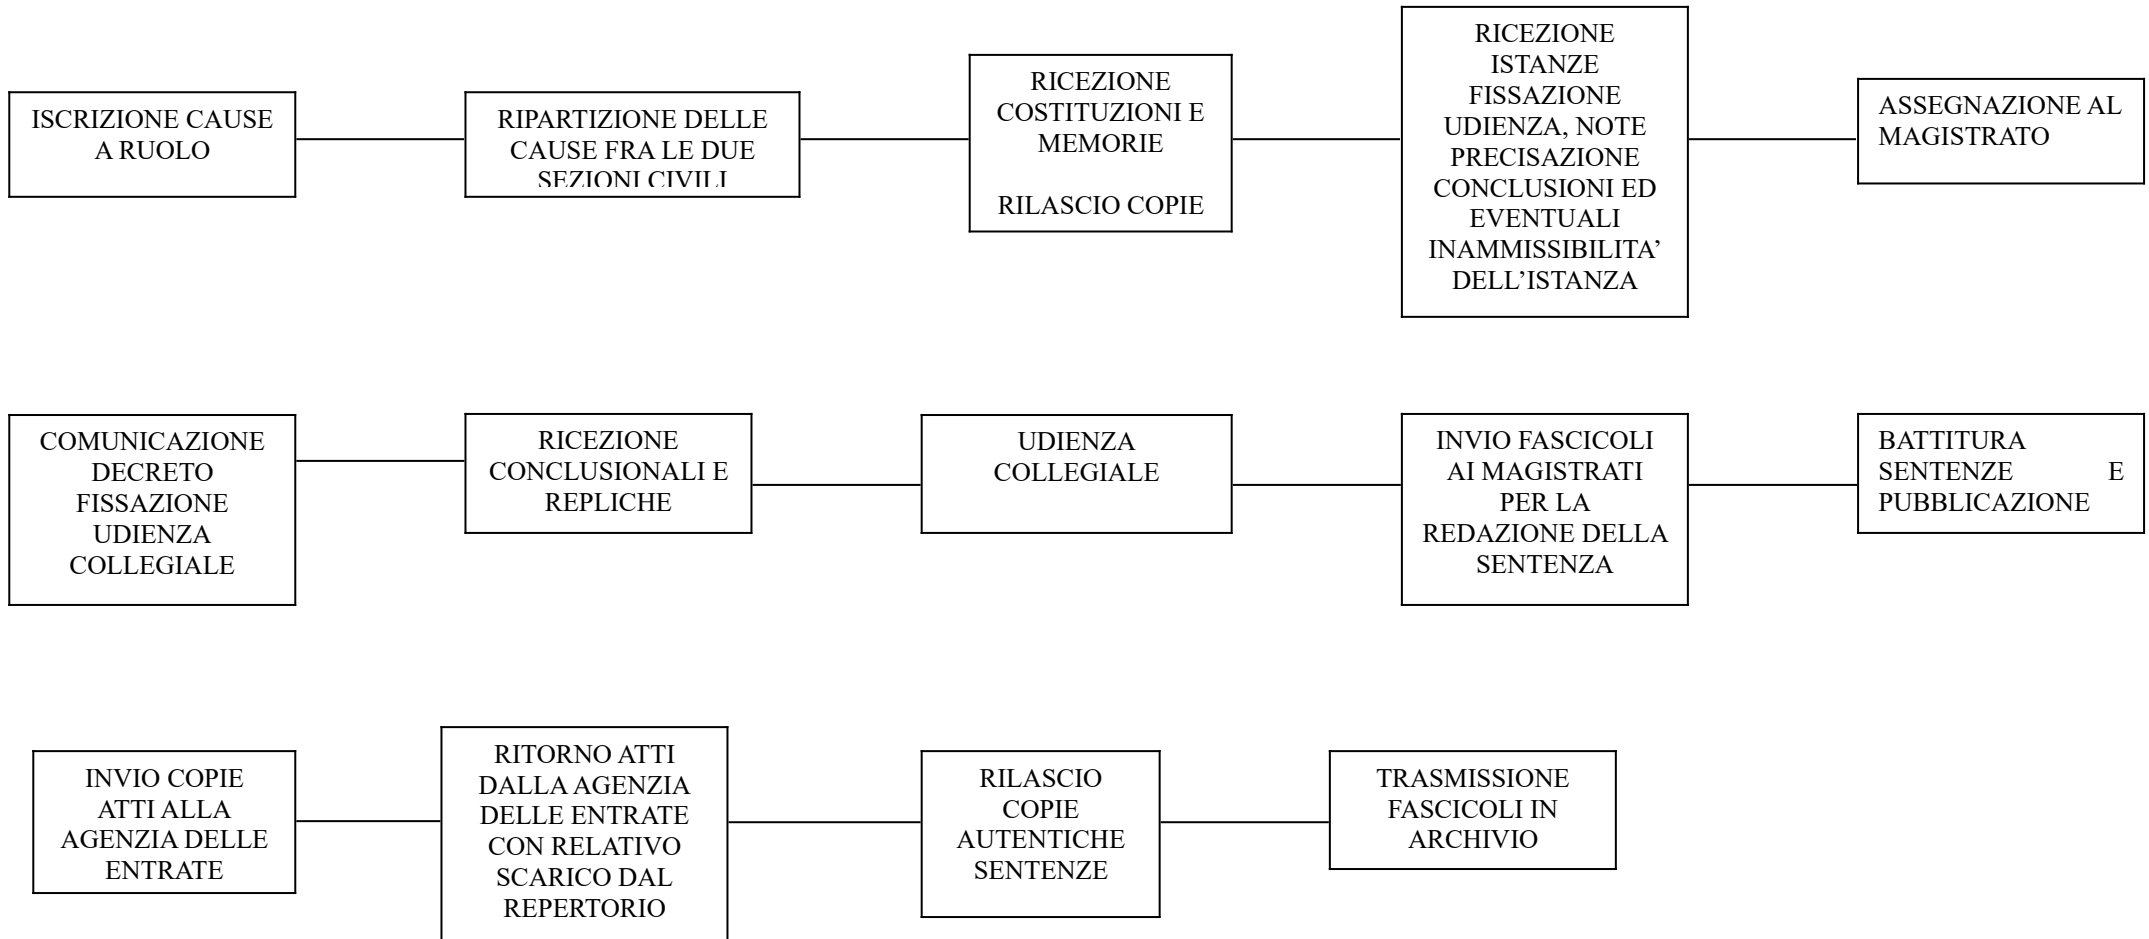 ISCRIZIONE CAUSE
A RUOLO
RIPARTIZIONE DELLE
CAUSE FRA LE DUE
SEZIONI CIVILI
RICEZIONE
COSTITUZIONI E
MEMORIE
RILASCIO COPIE
RICEZIONE
ISTANZE
FISSAZIONE
UDIENZA, NOTE
PRECISAZIONE
CONCLUSIONI ED
EVENTUALI
INAMMISSIBILITA’
DELL’ISTANZA
ASSEGNAZIONE AL
MAGISTRATO
COMUNICAZIONE
DECRETO
FISSAZIONE
UDIENZA
COLLEGIALE
RICEZIONE
CONCLUSIONALI E
REPLICHE
UDIENZA
COLLEGIALE
INVIO FASCICOLI
AI MAGISTRATI
PER LA
REDAZIONE DELLA
SENTENZA
BATTITURA
SENTENZE E
PUBBLICAZIONE
INVIO COPIE
ATTI ALLA
AGENZIA DELLE
ENTRATE
RITORNO ATTI
DALLA AGENZIA
DELLE ENTRATE
CON RELATIVO
SCARICO DAL
REPERTORIO
RILASCIO
COPIE
AUTENTICHE
SENTENZE
TRASMISSIONE
FASCICOLI IN
ARCHIVIO